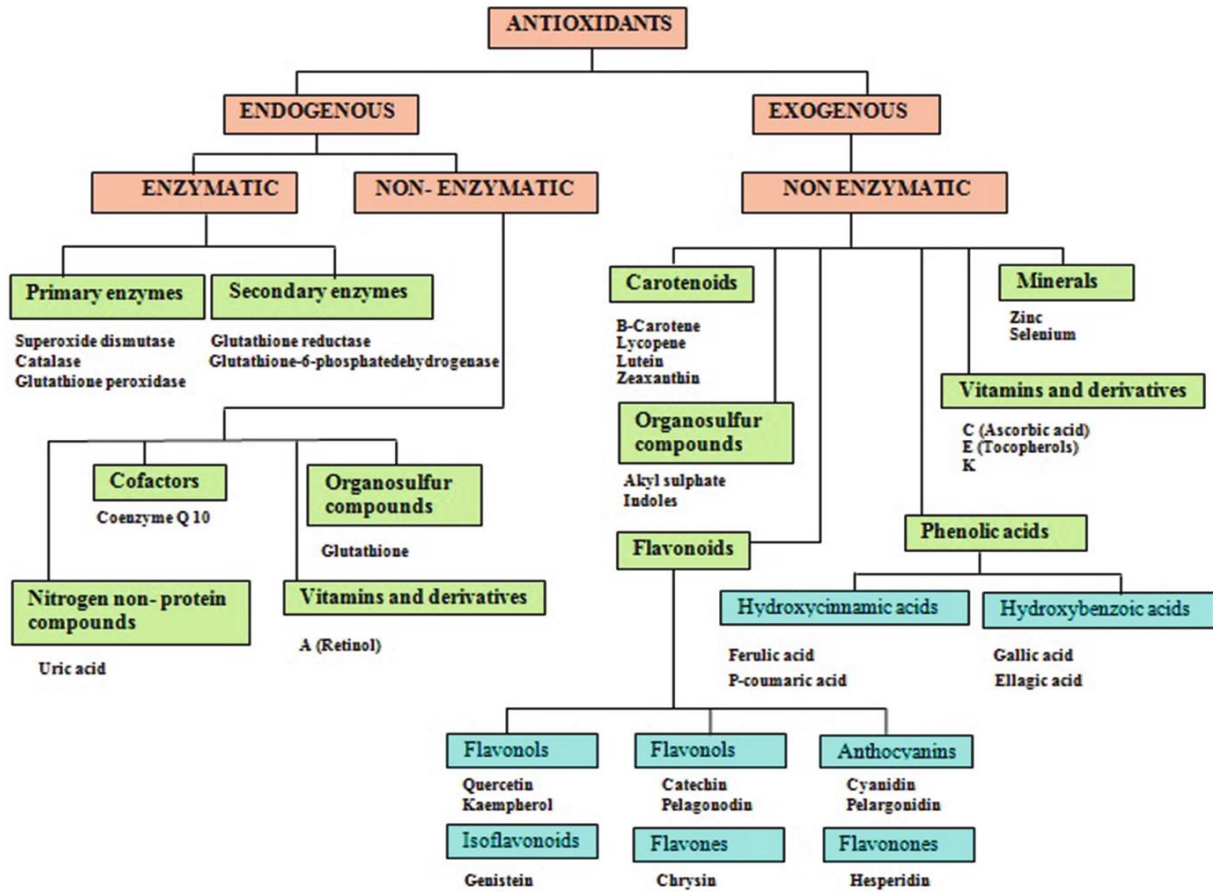 ANTIOXIDANTS
ENDOGENOUS
EXOGENOUS
ENZYMATIC
NON- ENZYMATIC
NON ENZYMATIC
Primary enzymes
Superoxide dismutase
Catalase
Glutathione peroxidase
Secondary enzymes
Glutathione reductase
Glutathione-6-phosphatedehydrogenase
Cofactors
Coenzyme Q 10
Organosulfur
compounds
Glutathione
Nitrogen non- protein
compounds
Uric acid
Vitamins and derivatives
A (Retinol)
Carotenoids
B-Carotene
Lycopene
Lutein
Zeaxanthin
Minerals
Zinc
Selenium
Organosulfur
compounds
Akyl sulphate
Indoles
Vitamins and derivatives
C (Ascorbic acid)
E (Tocopherols)
K
Flavonoids
Phenolic acids
Hydroxycinnamic acids
Ferulic acid
P-coumaric acid
Hydroxybenzoic acids
Gallic acid
Ellagic acid
Flavonols
Quercetin
Kaempherol
Flavonols
Catechin
Pelagonodin
Anthocyanins
Cyanidin
Pelargonidin
Isoflavonoids
Genistein
Flavones
Chrysin
Flavonones
Hesperidin